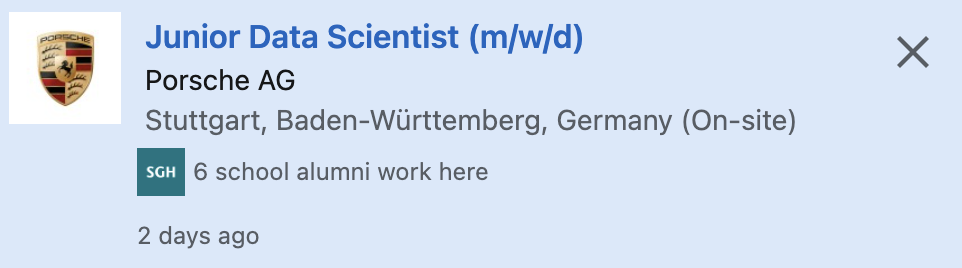 PORSCHE
Junior Data Scientist (m/w/d)
Porsche AG
Stuttgart, Baden-Württemberg, Germany (On-site)
SGH 6 school alumni work here
2 days ago